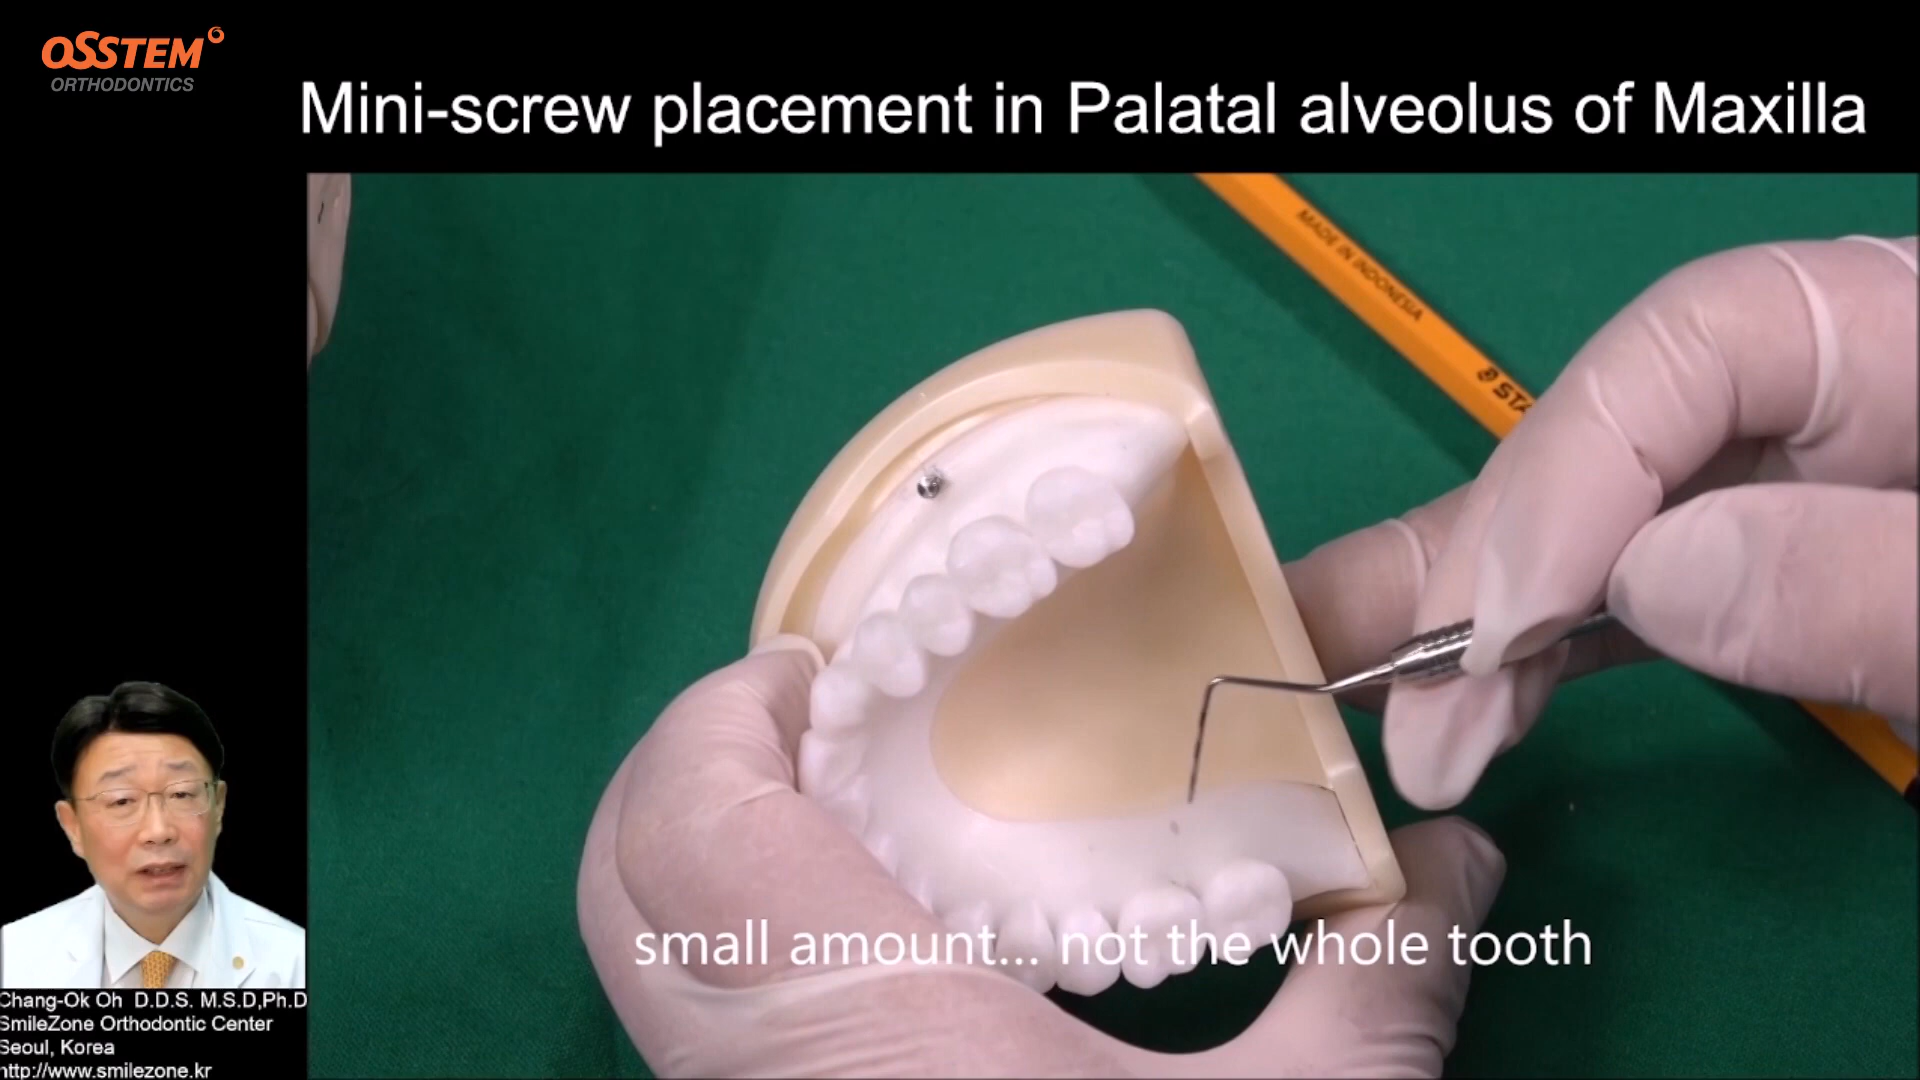 OSSTEM
ORTHODONTICS
Mini-screw placement in Palatal alveolus of Maxilla
MADE IN INDONESIA
small amount... not the whole tooth
Chang-Ok Oh D.D.S. M.S.D,Ph.D
SmileZone Orthodontic Center
Seoul, Korea
http://www.smilezone.kr